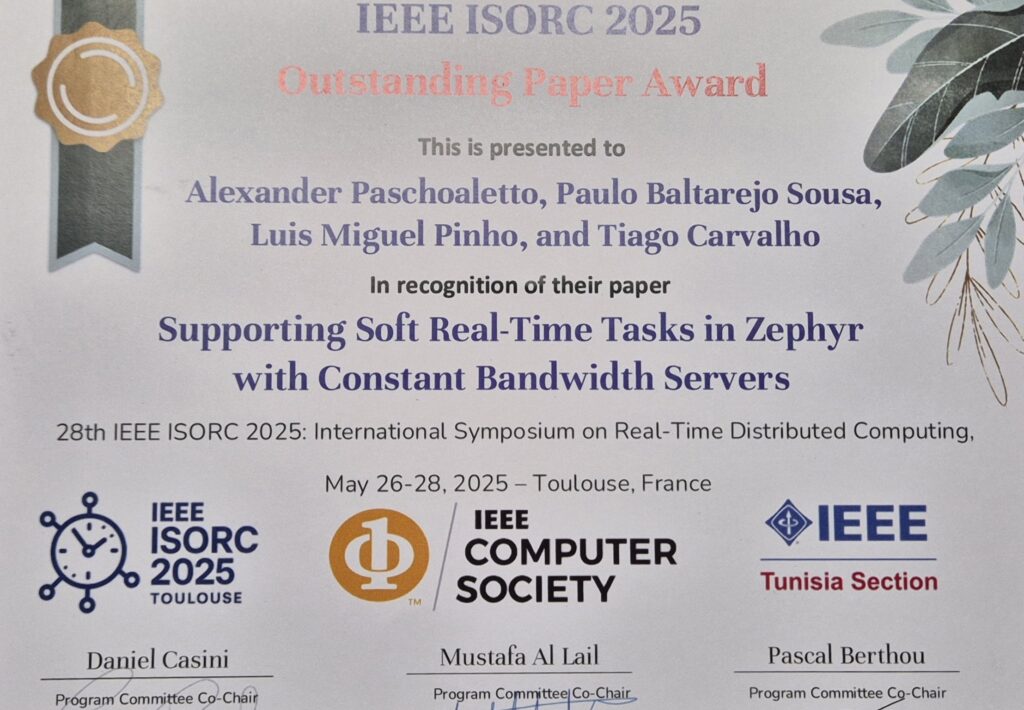 IEEE ISORC 2025
Outstanding Paper Award
This is presented to
Alexander Paschoaletto, Paulo Baltarejo Sousa,
Luis Miguel Pinho, and Tiago Carvalho
In recognition of their paper
Supporting Soft Real-Time Tasks in Zephyr
with Constant Bandwidth Servers
28th IEEE ISORC 2025: International Symposium on Real-Time Distributed Computing,
May 26-28, 2025 – Toulouse, France
IEEE
ISORC
2025
TOULOUSE
IEEE
COMPUTER
SOCIETY
TM
IEEE
Tunisia Section
Daniel Casini
Program Committee Co-Chair
Mustafa Al Lail
Program Committee Co-Chair
Pascal Berthou
Program Committee Co-Chair